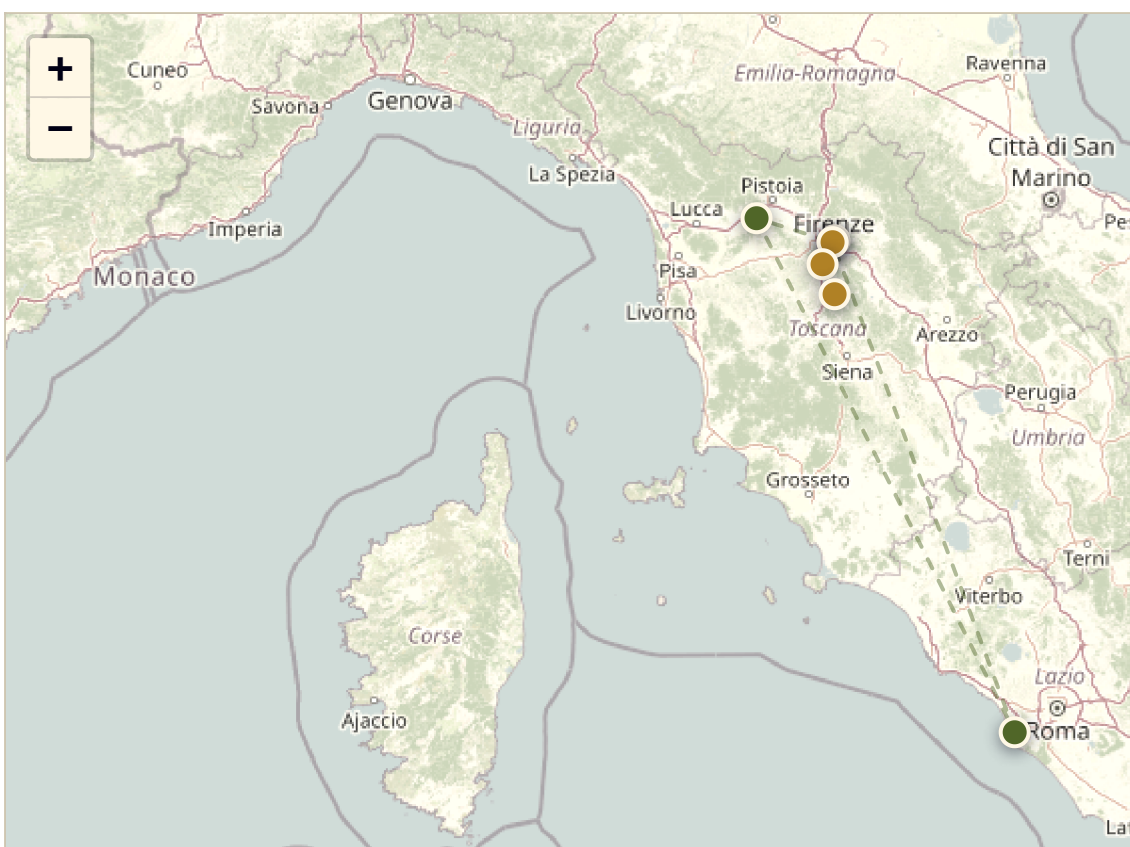 +
−
Cuneo
Savona
Genova
Liguria
La Spezia
Emilia-Romagna
Ravenna
Città di San
Marino
Imperia
Monaco
Pistoia
Lucca
Firenze
Pisa
Livorno
Toscana
Arezzo
Siena
Perugia
Umbria
Grosseto
Terni
Viterbo
Corse
Lazio
Ajaccio
Roma